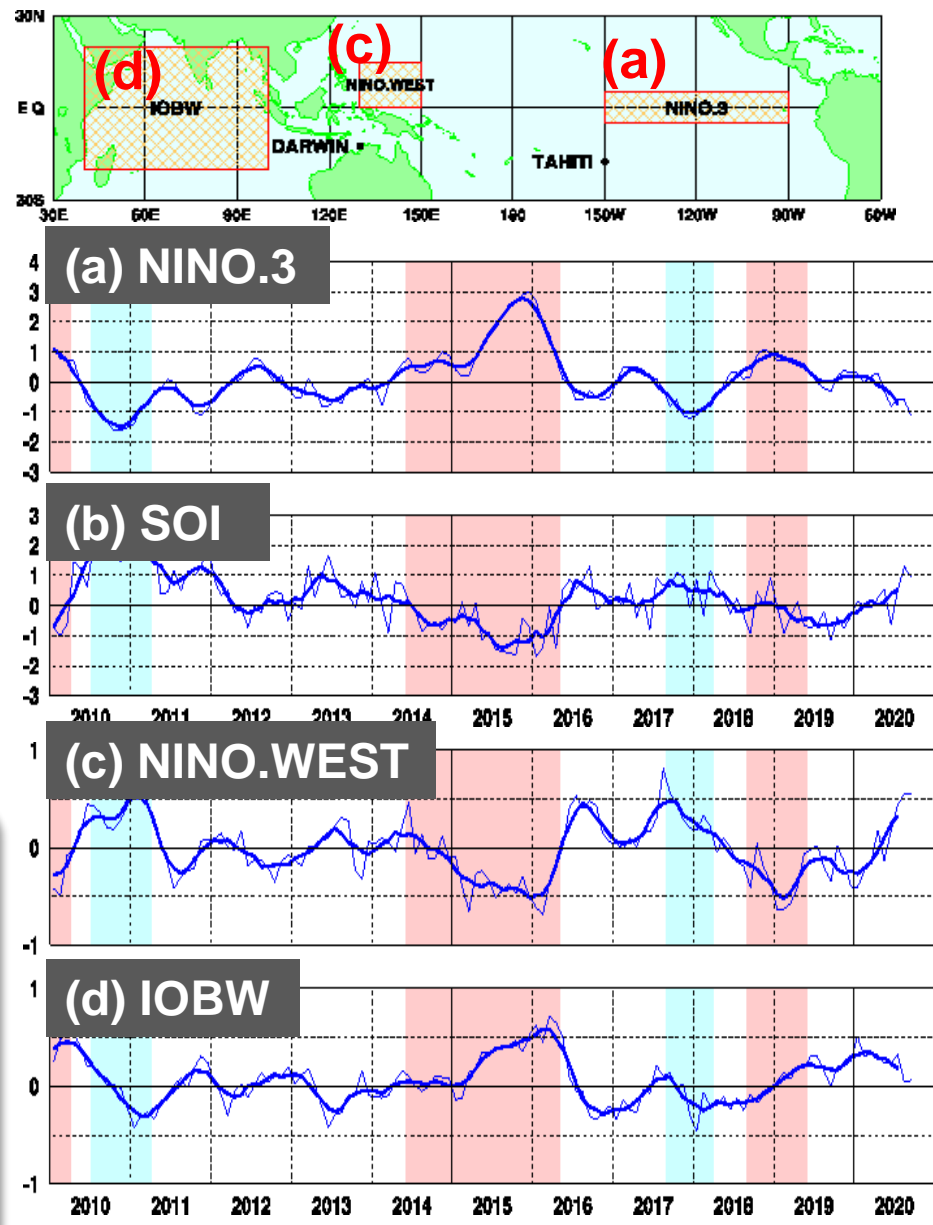 30N
(d)
(c)
(a)
NINO.WEST
EQ
IOBW
NINO.3
DARWIN
TAHITI
30S
30E 60E 90E 120E 150E 180 150W 120W 90W 60W
(a) NINO.3
4
3
2
1
0
-1
-2
-3
(b) SOI
3
2
1
0
-1
-2
-3
2010 2011 2012 2013 2014 2015 2016 2017 2018 2019 2020
(c) NINO.WEST
1
0
-1
(d) IOBW
1
0
-1
2010 2011 2012 2013 2014 2015 2016 2017 2018 2019 2020